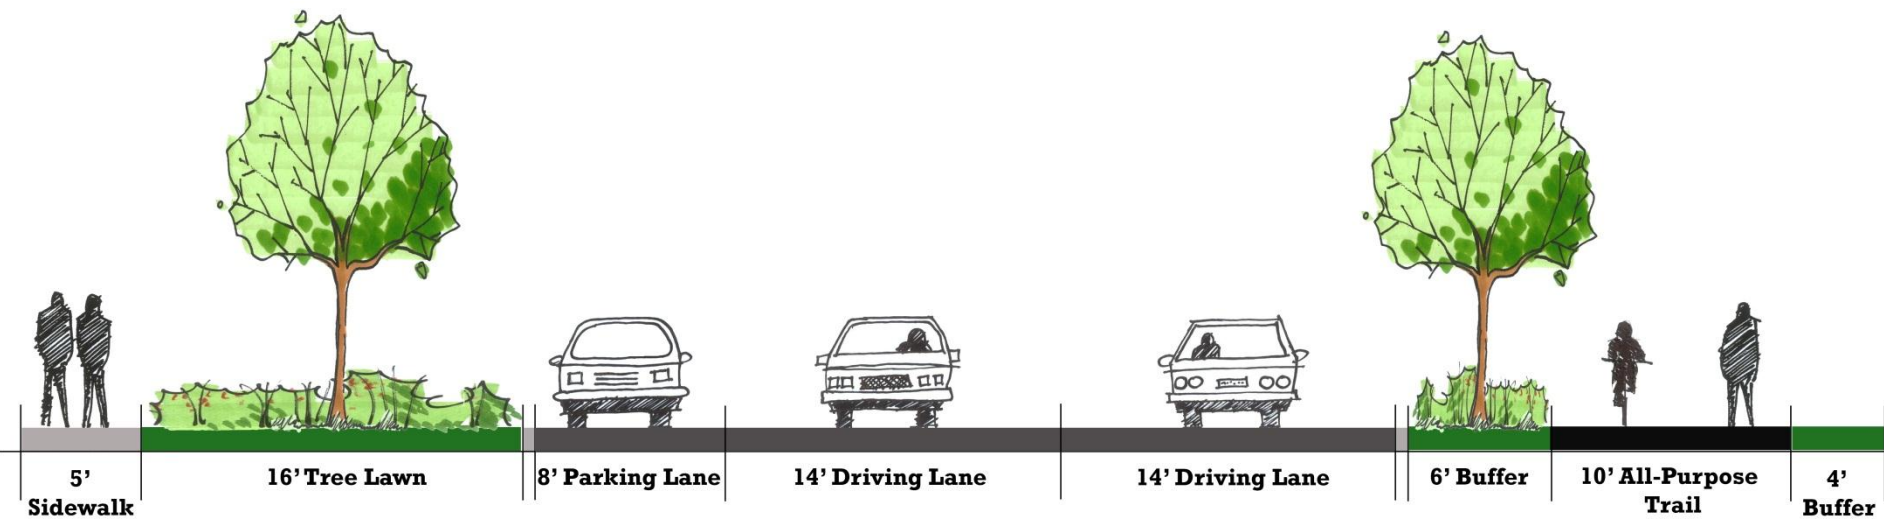 5’
Sidewalk
16’ Tree Lawn
8’ Parking Lane
14’ Driving Lane
14’ Driving Lane
6’ Buffer
10’ All-Purpose
Trail
4’
Buffer